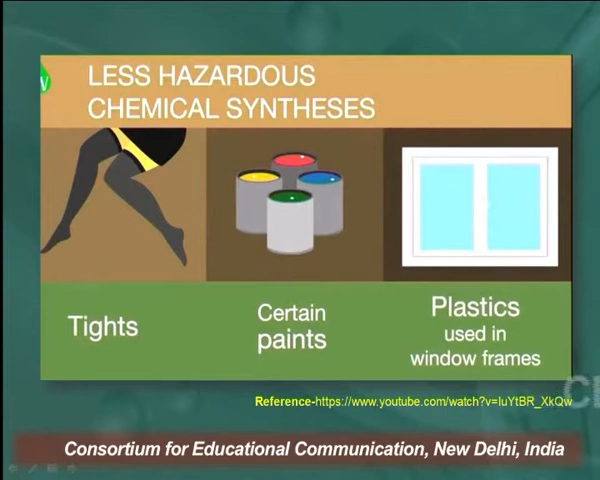 LESS HAZARDOUS
CHEMICAL SYNTHESES
Tights
Certain
paints
Plastics
used in
window frames
Reference-https://www.youtube.com/watch?v=IuYtBR_XkQw
Consortium for Educational Communication, New Delhi, India